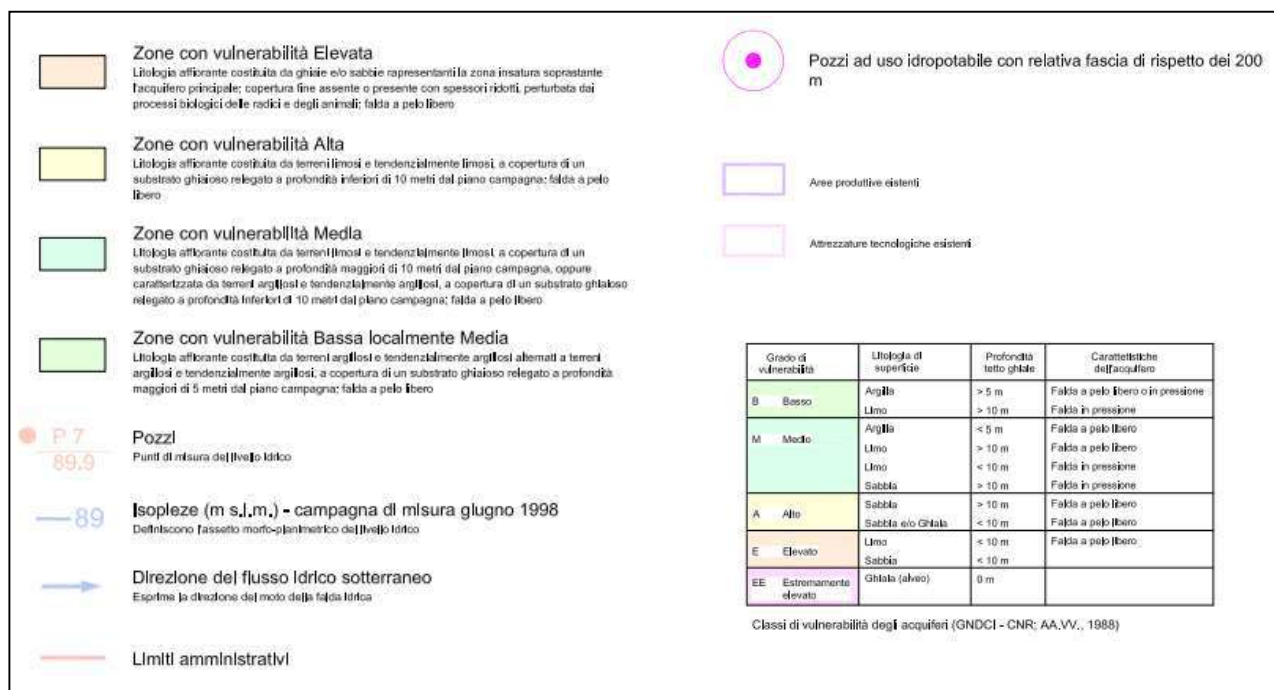 Zone con vulnerabilità Elevata
Litologia affiorante costituita da ghiaie e/o sabbie rapresentanti la zona insatura soprastante
l'acquifero principale; copertura fine assente o presente con spessori ridotti, perturbata dai
processi biologici delle radici e degli animali; falda a pelo libero
Zone con vulnerabilità Alta
Litologia affiorante costituita da terreni limosi e tendenzialmente limosi, a copertura di un
substrato ghiaioso relegato a profondità inferiori di 10 metri dal piano campagna; falda a pelo
libero
Zone con vulnerabilità Media
Litologia affiorante costituita da terreni limosi e tendenzialmente limosi, a copertura di un
substrato ghiaioso relegato a profondità maggiori di 10 metri dal piano campagna, oppure
caratterizzata da terreni argillosi e tendenzialmente argillosi, a copertura di un substrato ghiaioso
relegato a profondità inferiori di 10 metri dal piano campagna; falda a pelo libero
Zone con vulnerabilità Bassa localmente Media
Litologia affiorante costituita da terreni argillosi e tendenzialmente argillosi alternati a terreni
argillosi e tendenzialmente argillosi, a copertura di un substrato ghiaioso relegato a profondità
maggiori di 5 metri dal piano campagna; falda a pelo libero
P 7
89.9
Pozzi
Punti di misura del livello idrico
89
Isopieze (m s.l.m.) - campagna di misura giugno 1998
Definiscono l'assetto morfo-planimetrico del livello idrico
Direzione del flusso idrico sotterraneo
Esprime la direzione del moto della falda idrica
Limiti amministrativi
Pozzi ad uso idropotabile con relativa fascia di rispetto dei 200
m
Aree produttive eistenti
Attrezzature tecnologiche esistenti
Grado di vulnerabilità Litologia di superficie Profondità tetto ghiaie Carattetistiche dell'acquifero
B Basso Argilla > 5 m Falda a pelo libero o in pressione
Limo > 10 m Falda in pressione
M Medio Argilla < 5 m Falda a pelo libero
Limo > 10 m Falda a pelo libero
Limo < 10 m Falda in pressione
Sabbia > 10 m Falda in pressione
A Alto Sabbia > 10 m Falda a pelo libero
Sabbia e/o Ghiaia < 10 m Falda a pelo libero
E Elevato Limo < 10 m Falda a pelo libero
Sabbia < 10 m
EE Estremamente elevato Ghiaia (alveo) 0 m
Classi di vulnerabilità degli acquiferi (GNDCI - CNR; AA.VV., 1988)